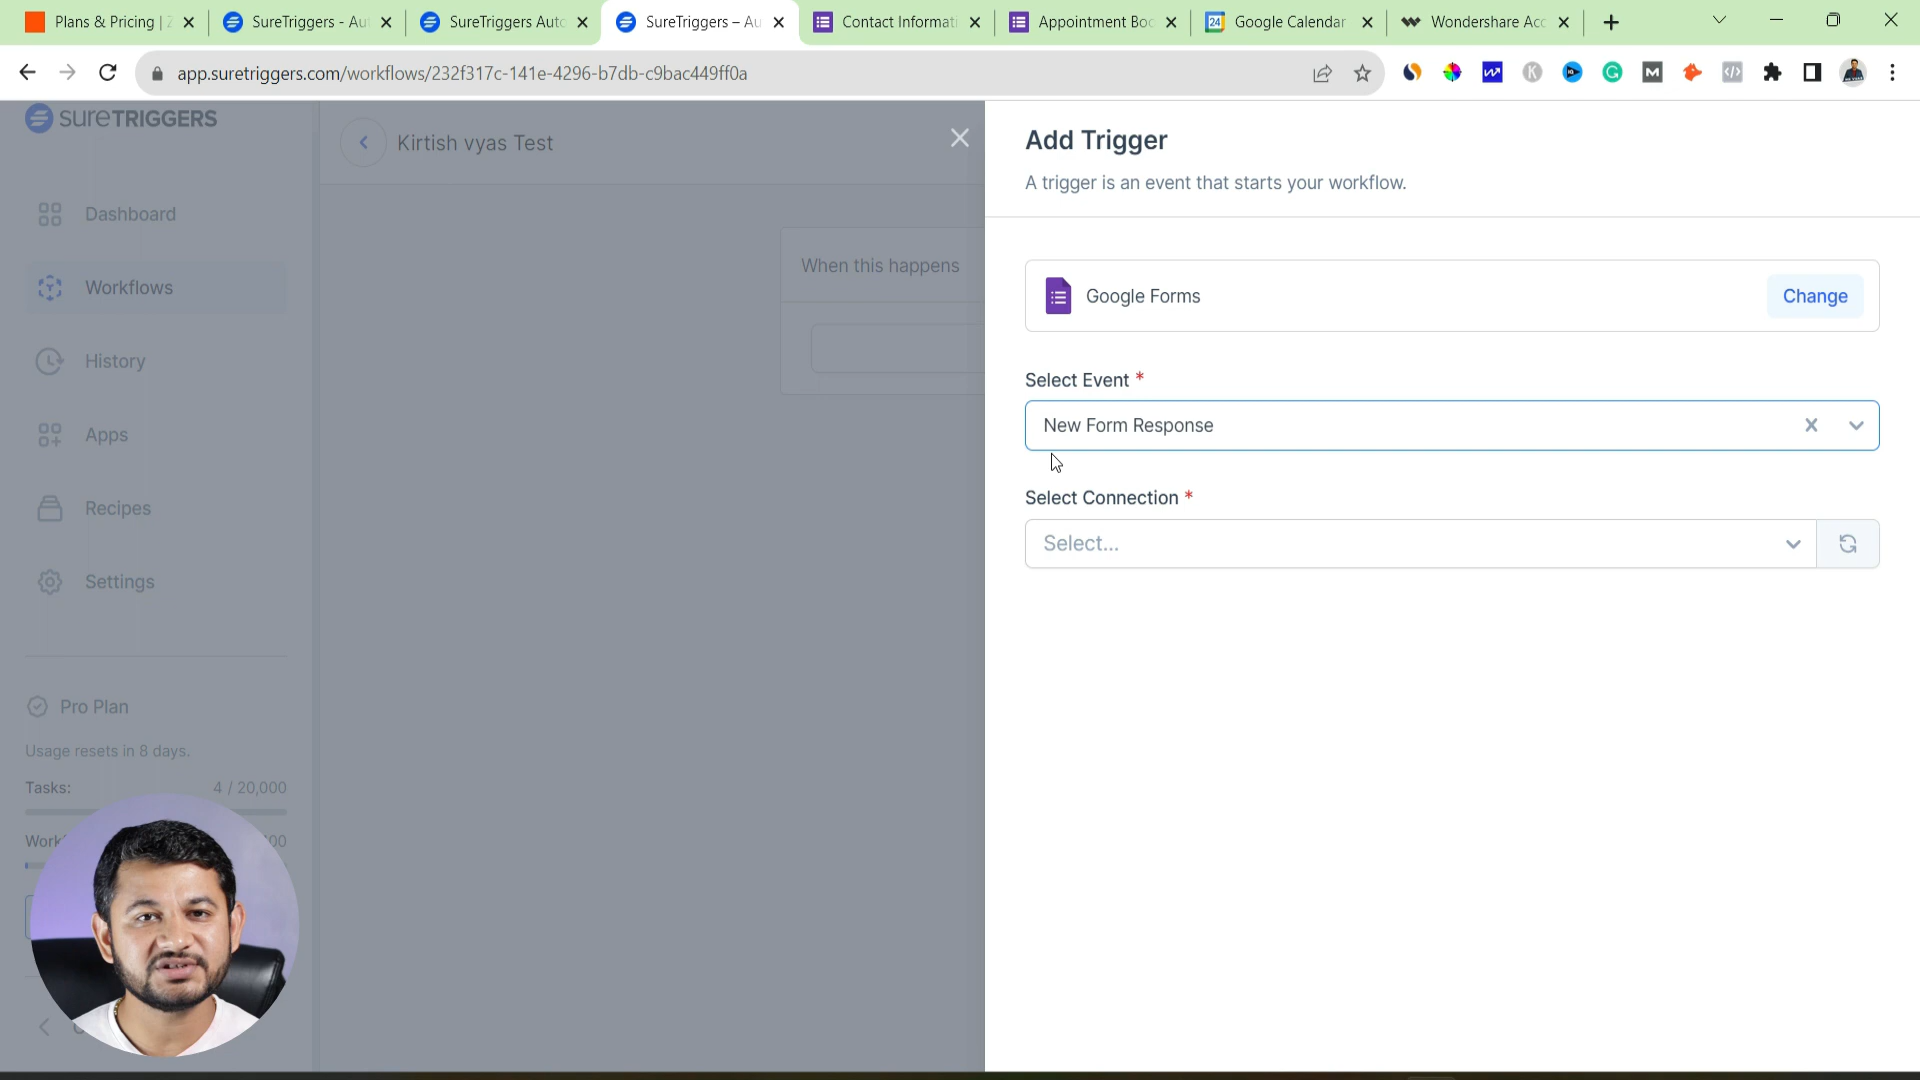 Plans & Pricing |
SureTriggers - Au
SureTriggers Auto
SureTriggers – Au
Contact Informati
Appointment Boo
Google Calendar
Wondershare Acc
app.suretriggers.com/workflows/232f317c-141e-4296-b7db-c9bac449ff0a
SureTRIGGERS
Kirtish vyas Test
Add Trigger
A trigger is an event that starts your workflow.
Dashboard
Workflows
History
Apps
Recipes
Settings
When this happens
Google Forms
Change
Select Event *
New Form Response
Select Connection *
Select...
Pro Plan
Usage resets in 8 days.
Tasks:
4 / 20,000